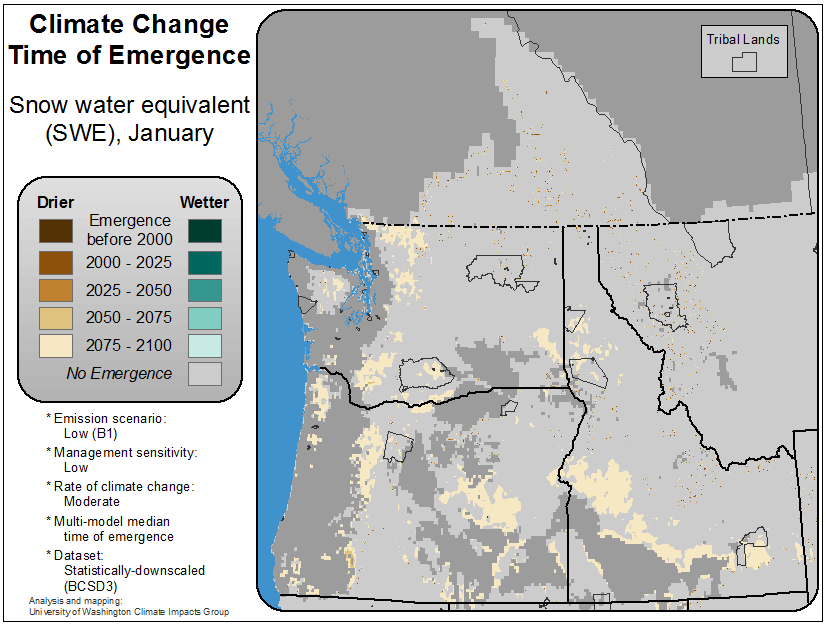 Climate Change
Time of Emergence
Snow water equivalent
(SWE), January
Drier
Wetter
Emergence
before 2000
2000 - 2025
2025 - 2050
2050 - 2075
2075 - 2100
No Emergence
* Emission scenario:
Low (B1)
* Management sensitivity:
Low
* Rate of climate change:
Moderate
* Multi-model median
time of emergence
* Dataset:
Statistically-downscaled
(BCSD3)
Analysis and mapping:
University of Washington Climate Impacts Group
Tribal Lands